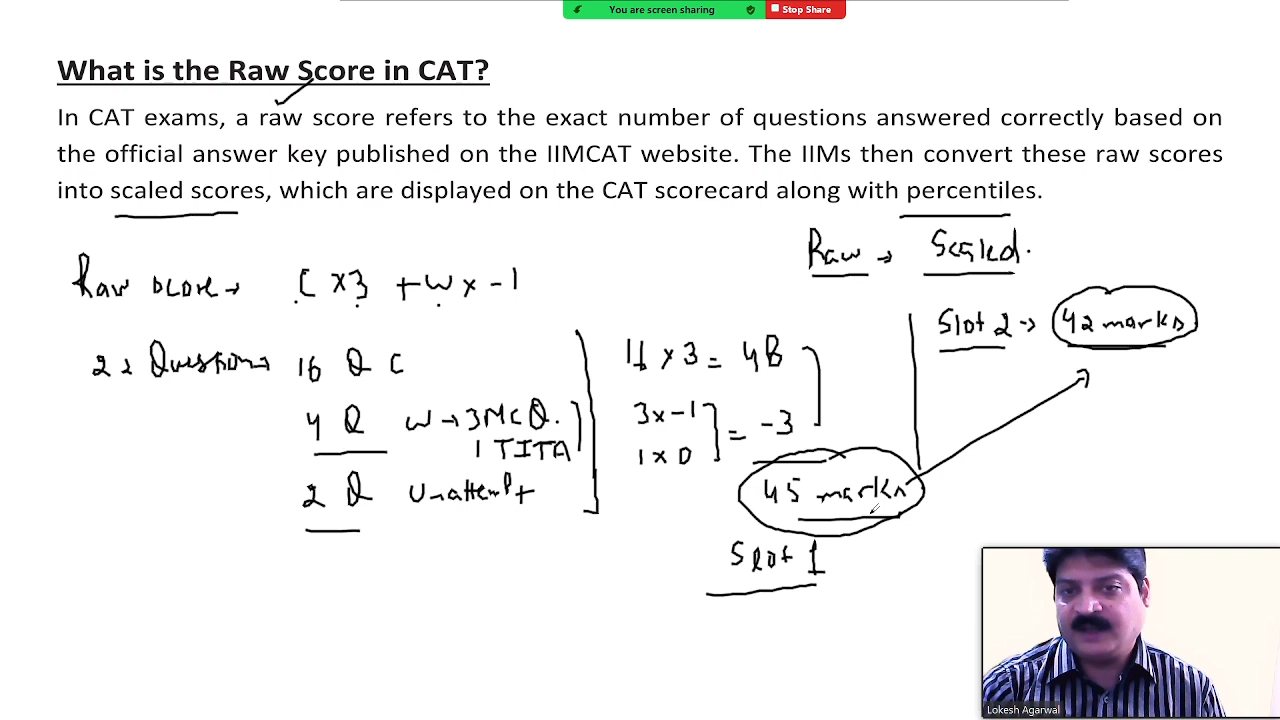 You are screen sharing
Stop Share
What is the Raw Score in CAT?
In CAT exams, a raw score refers to the exact number of questions answered correctly based on
the official answer key published on the IIMCAT website. The IIMs then convert these raw scores
into scaled scores, which are displayed on the CAT scorecard along with percentiles.
Raw → Scaled.
Raw score → C x 3 + W x -1
Slot 2 → 42 marks
22 Question → 16 Q C
16 x 3 = 48
4 Q W → 3 MCQ.
1 TITA
3 x -1
1 x 0
= -3
2 Q Unattempt
45 marks
Slot 1
Lokesh Agarwal